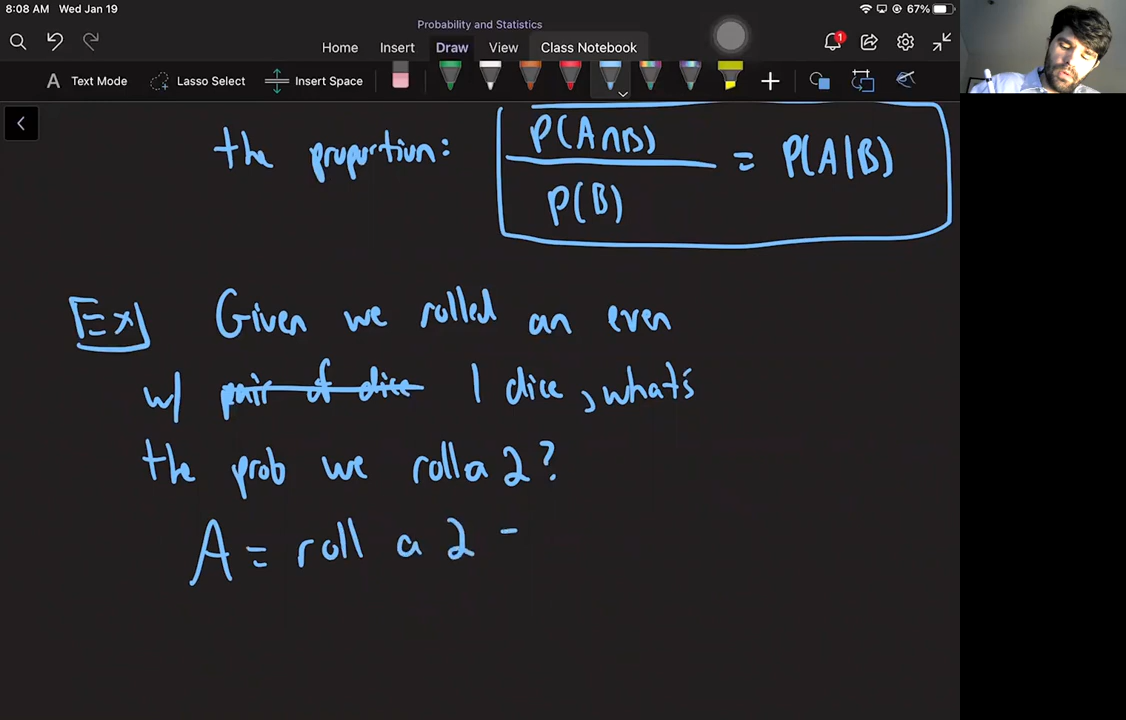 8:08 AM Wed Jan 19
67%
Probability and Statistics
Home Insert Draw View Class Notebook
1
Text Mode Lasso Select Insert Space
the proportion: P(A∩B)
P(B)
= P(A|B)
Ex Given we rolled an even
w/ pair of dice 1 dice, what's
the prob we roll a 2?
A = roll a 2 -